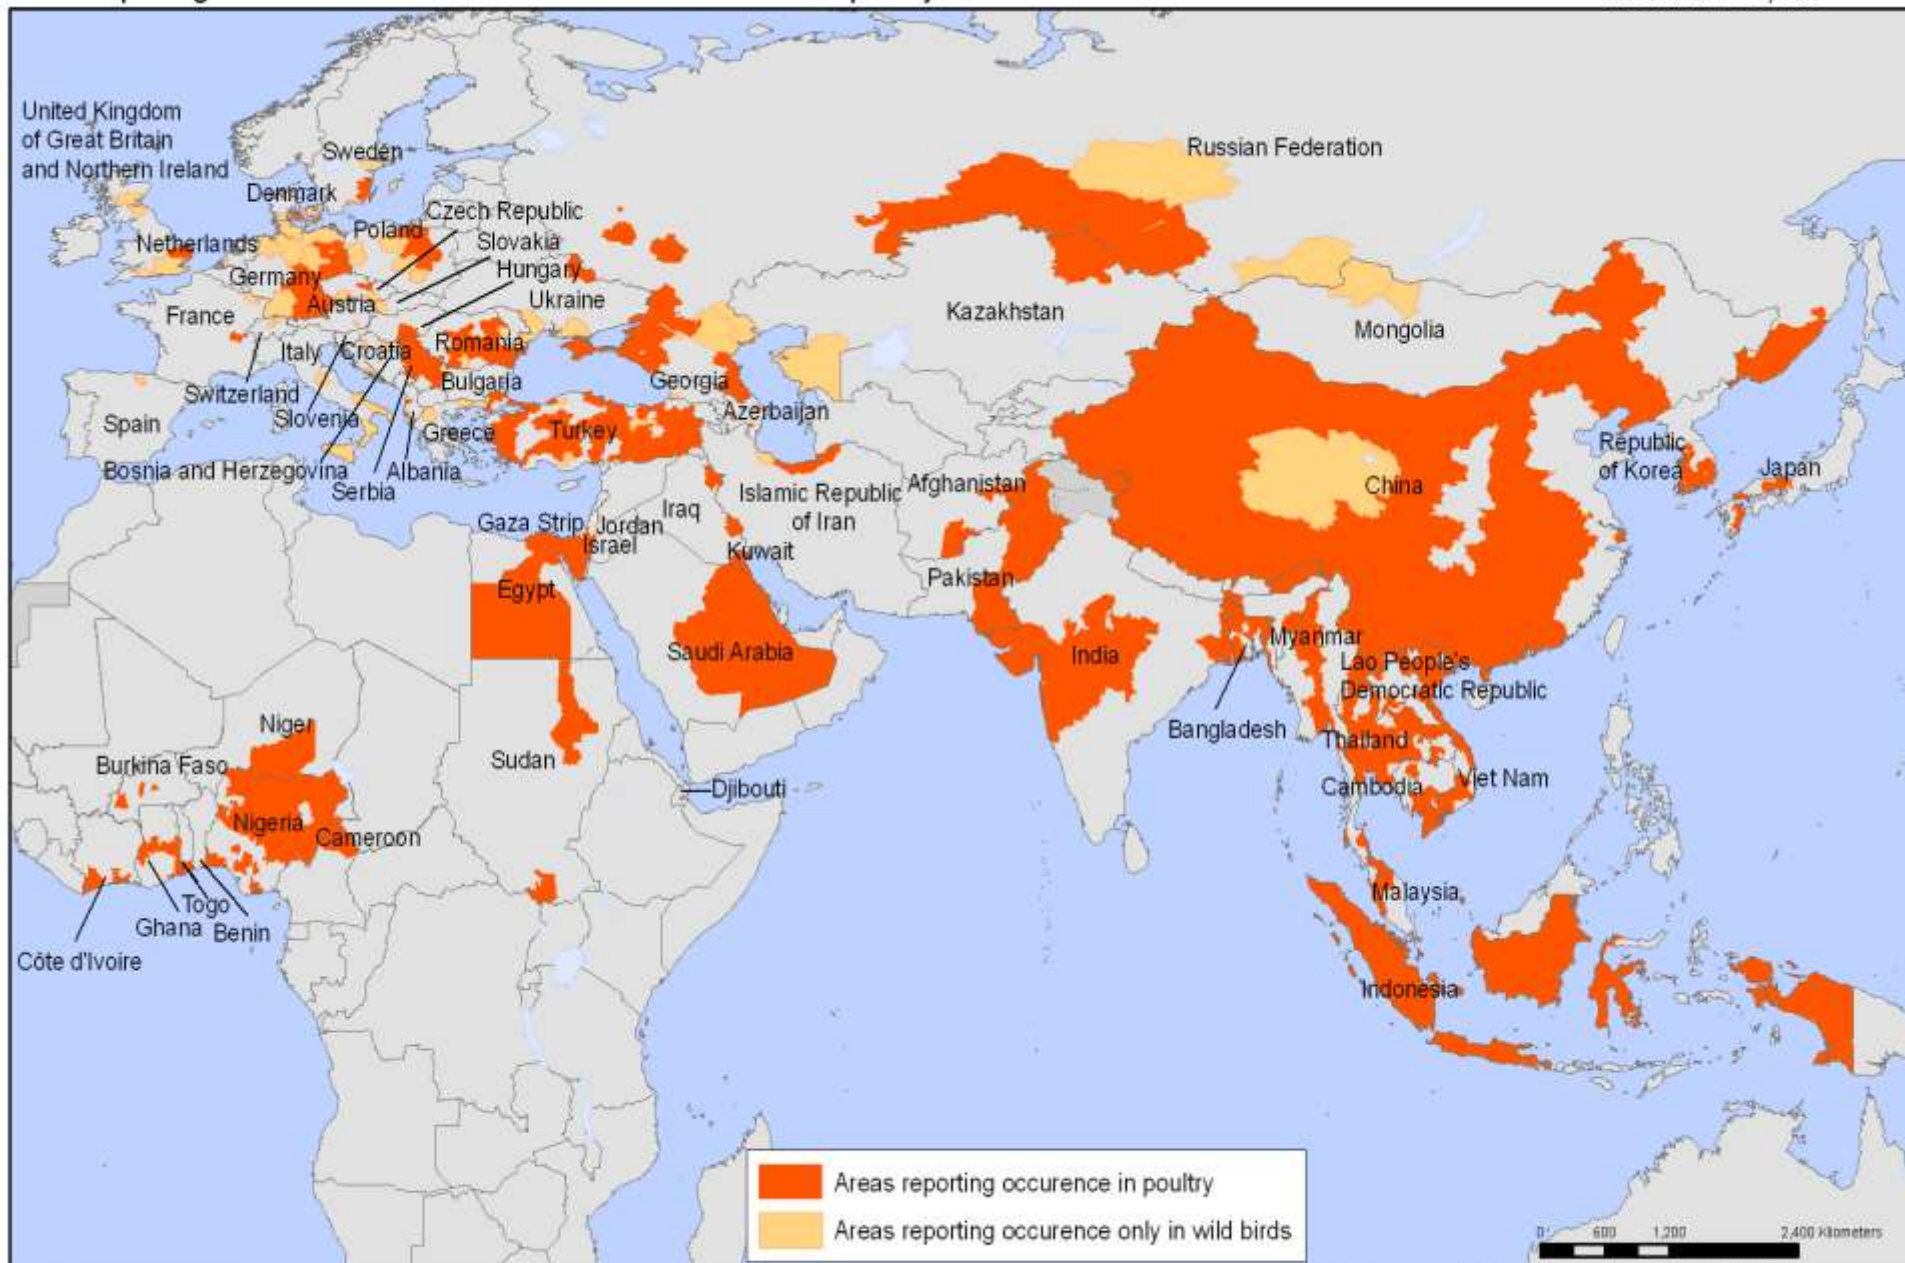 United Kingdom
of Great Britain
and Northern Ireland
Sweden
Russian Federation
Denmark
Czech Republic
Poland
Slovakia
Netherlands
Hungary
Germany
Ukraine
Austria
France
Kazakhstan
Mongolia
Italy
Croatia
Romania
Georgia
Bulgaria
Switzerland
Azerbaijan
Slovenia
Spain
Greece
Turkey
Republic
of Korea
Japan
Bosnia and Herzegovina
Albania
Serbia
Islamic Republic
of Iran
Afghanistan
China
Iraq
Gaza Strip
Jordan
Israel
Kuwait
Pakistan
Egypt
Saudi Arabia
India
Myanmar
Lao People's
Democratic Republic
Bangladesh
Niger
Thailand
Sudan
Burkina Faso
Djibouti
Cambodia
Viet Nam
Nigeria
Cameroon
Malaysia
Togo
Ghana
Benin
Côte d'Ivoire
Indonesia
Areas reporting occurence in poultry
Areas reporting occurence only in wild birds
0 600 1,200 2,400 Kilometers